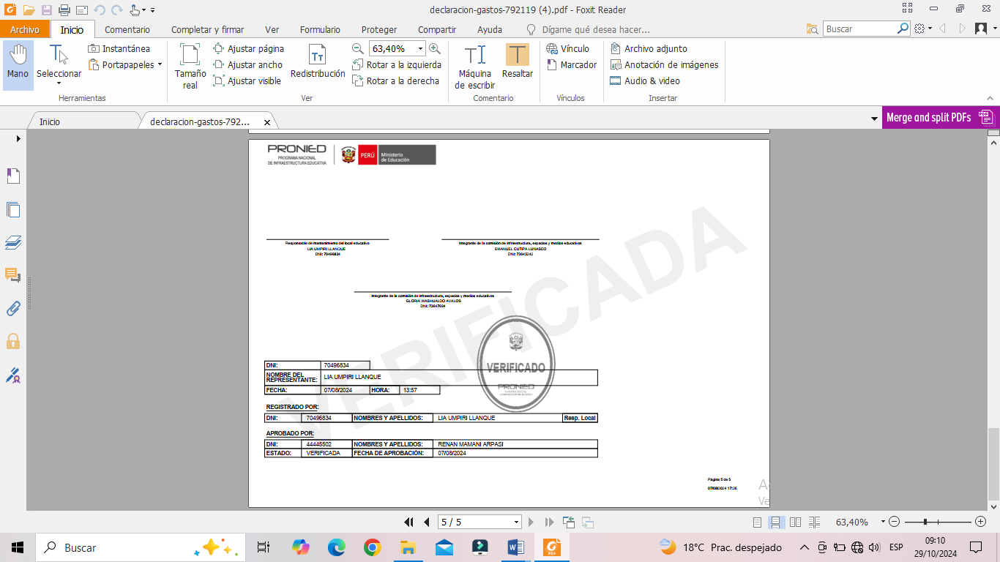 declaracion-gastos-792119 (4).pdf - Foxit Reader
Archivo Inicio Comentario Completar y firmar Ver Formulario Proteger Compartir Ayuda Dígame qué desea hacer... Buscar
Mano
Seleccionar
Instantánea
Portapapeles
Herramientas
Tamaño real
Ajustar página
Ajustar ancho
Ajustar visible
Redistribución
63,40%
Rotar a la izquierda
Rotar a la derecha
Ver
Máquina de escribir
Resaltar
Comentario
Vínculo
Marcador
Vínculos
Archivo adjunto
Anotación de imágenes
Audio & video
Insertar
Inicio
declaracion-gastos-792...
Merge and split PDFs
PRONIED
PROGRAMA NACIONAL
DE INFRAESTRUCTURA EDUCATIVA
PERÚ
Ministerio
de Educación
VERIFICADA
Responsable de mantenimiento del local educativo
LIA UMPIRI LLANQUE
DNI: 70496834
Integrante de la comisión de infraestructura, espacios y medios educativos
EMANUEL CUTIPA LUNASCO
DNI: 73643242
Integrante de la comisión de infraestructura, espacios y medios educativos
GLORIA WASHUALDO AVALOS
DNI: 73647694
VERIFICADO
PRONIED
DNI: 70496834
NOMBRE DEL
REPRESENTANTE: LIA UMPIRI LLANQUE
FECHA: 07/08/2024 HORA: 13:57
REGISTRADO POR:
DNI: 70496834 NOMBRES Y APELLIDOS: LIA UMPIRI LLANQUE Resp. Local
APROBADO POR:
DNI: 44445502 NOMBRES Y APELLIDOS: RENAN MAMANI ARPASI
ESTADO: VERIFICADA FECHA DE APROBACIÓN: 07/08/2024
Página 5 de 5
07/08/2024 17:26
5 / 5
63,40%
Buscar
18°C Prac. despejado
ESP
09:10
29/10/2024